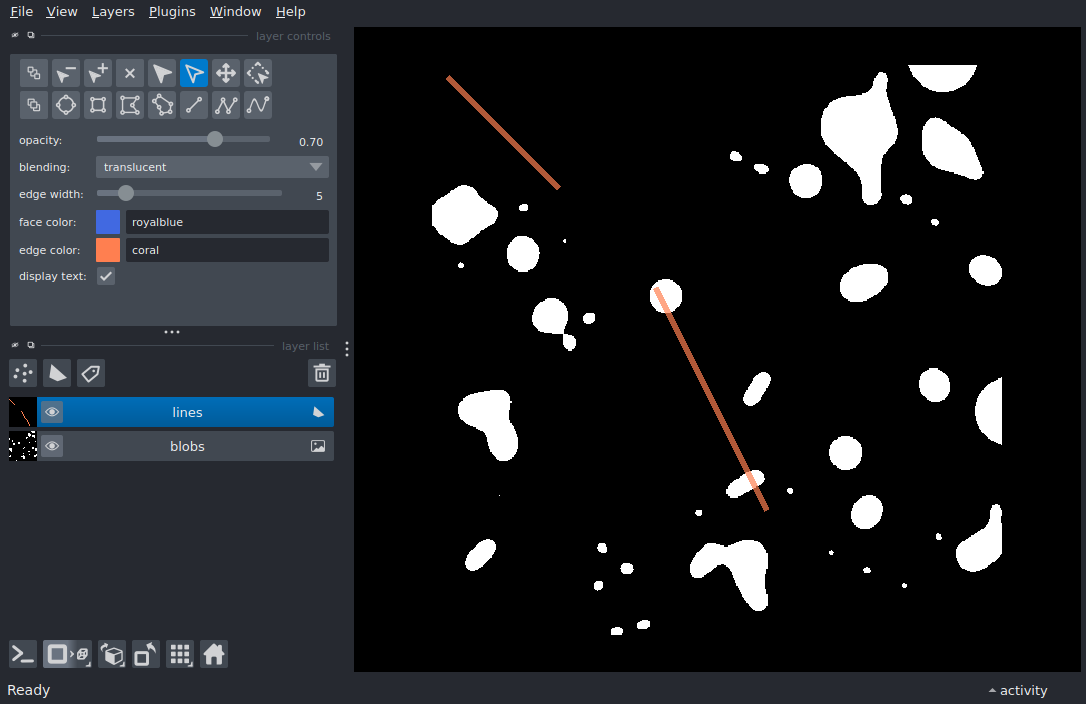 File View Layers Plugins Window Help
layer controls
opacity: 0.70
blending: translucent
edge width: 5
face color: royalblue
edge color: coral
display text:
layer list
lines
blobs
Ready
activity